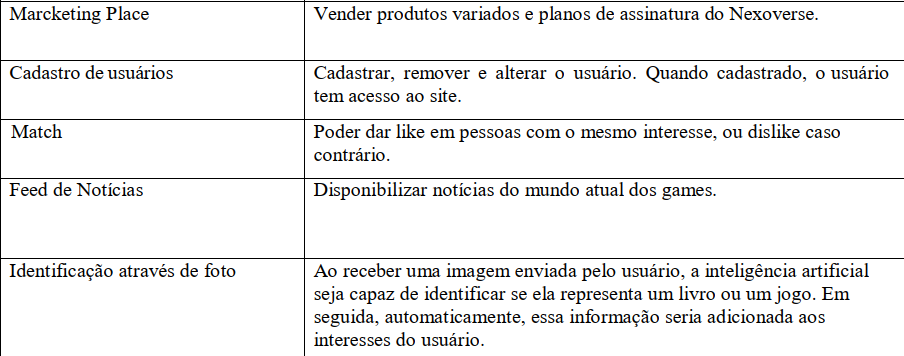 Marcketing Place
Vender produtos variados e planos de assinatura do Nexoverse.
Cadastro de usuários
Cadastrar, remover e alterar o usuário. Quando cadastrado, o usuário
tem acesso ao site.
Match
Poder dar like em pessoas com o mesmo interesse, ou dislike caso
contrário.
Feed de Notícias
Disponibilizar notícias do mundo atual dos games.
Identificação através de foto
Ao receber uma imagem enviada pelo usuário, a inteligência artificial
seja capaz de identificar se ela representa um livro ou um jogo. Em
seguida, automaticamente, essa informação seria adicionada aos
interesses do usuário.